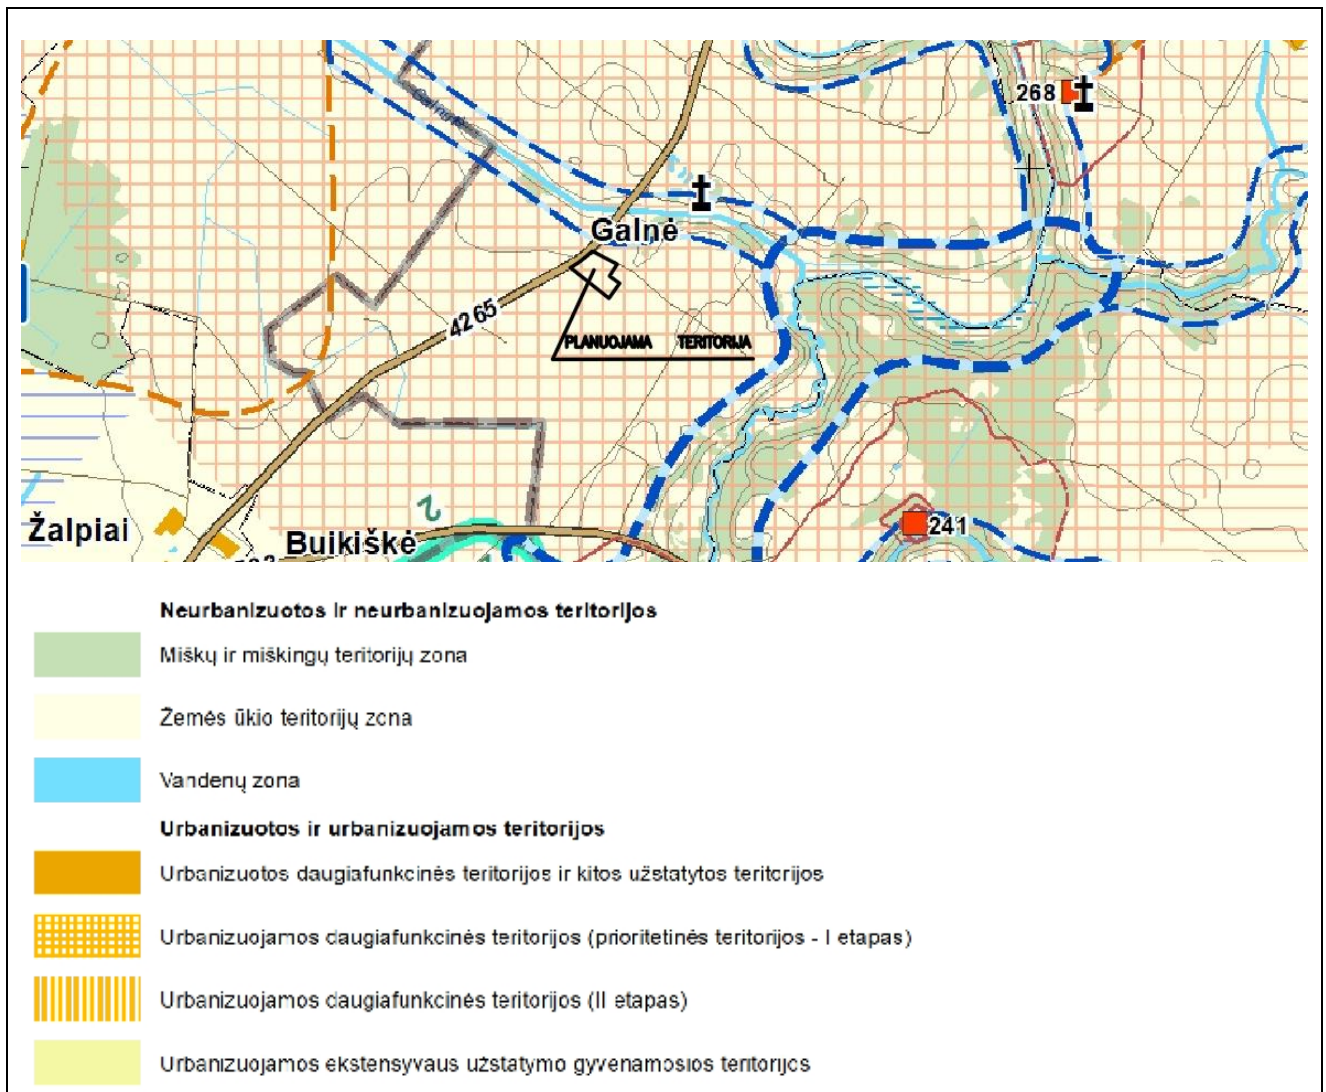 268
Galnė
4265
PLANUOJAMA TERITORIJA
2
241
Žalpiai
Buikiškė
Neurbanizuotos ir neurbanizuojamos teritorijos
Miškų ir miškingų teritorijų zona
Žemės ūkio teritorijų zona
Vandenų zona
Urbanizuotos ir urbanizuojamos teritorijos
Urbanizuotos daugiafunkcinės teritorijos ir kitos užstatytos teritorijos
Urbanizuojamos daugiafunkcinės teritorijos (prioritetinės teritorijos - I etapas)
Urbanizuojamos daugiafunkcinės teritorijos (II etapas)
Urbanizuojamos ekstensyvaus užstatymo gyvenamosios teritorijos